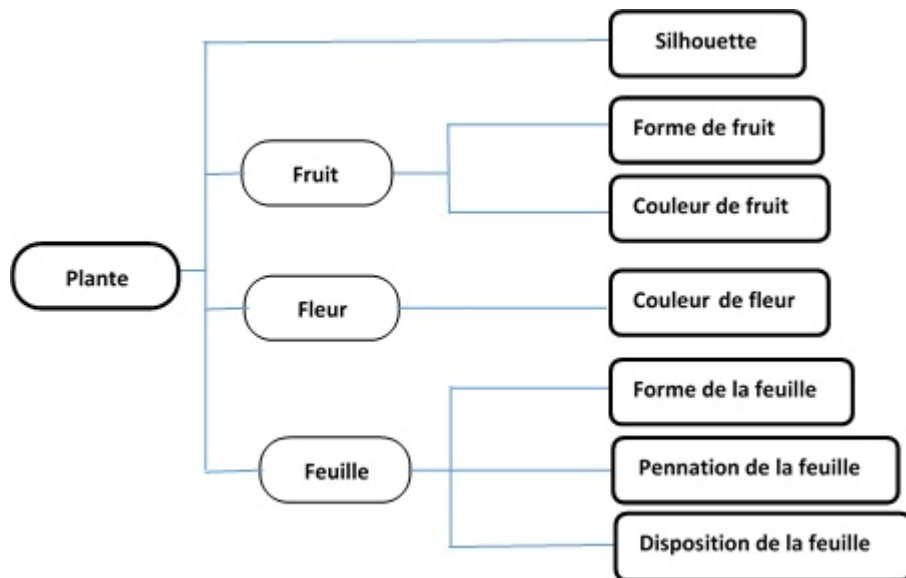 Silhouette
Forme de fruit
Fruit
Couleur de fruit
Plante
Fleur
Couleur de fleur
Forme de la feuille
Feuille
Pennation de la feuille
Disposition de la feuille